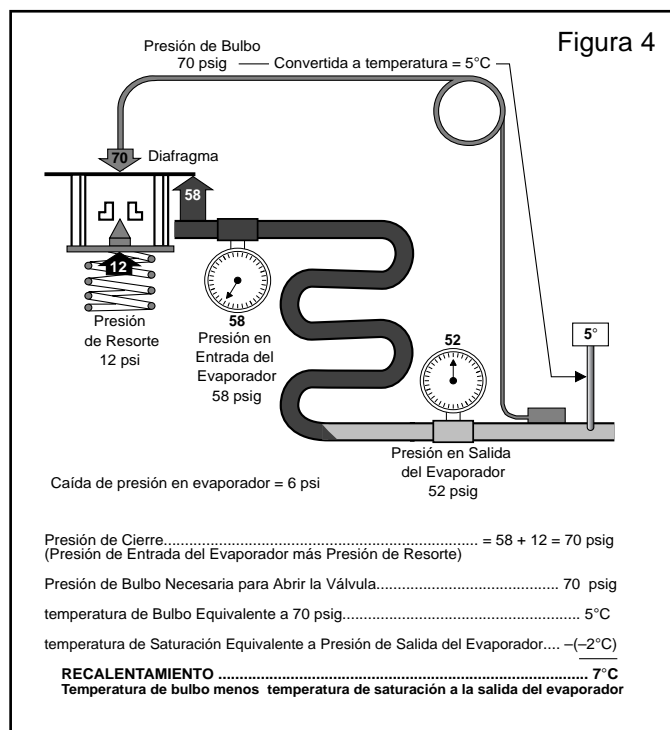 Figura 4
Presión de Bulbo
70 psig
Convertida a temperatura = 5°C
70
Diafragma
58
12
Presión
de Resorte
12 psi
58
Presión en
Entrada del
Evaporador
58 psig
52
5°
Presión en Salida
del Evaporador
52 psig
Caída de presión en evaporador = 6 psi
Presión de Cierre.......................................................................... = 58 + 12 = 70 psig
(Presión de Entrada del Evaporador más Presión de Resorte)
Presión de Bulbo Necesaria para Abrir la Válvula........................................... 70 psig
temperatura de Bulbo Equivalente a 70 psig........................................................ 5°C
temperatura de Saturación Equivalente a Presión de Salida del Evaporador.... –(–2°C)
RECALENTAMIENTO ..................................................................................... 7°C
Temperatura de bulbo menos temperatura de saturación a la salida del evaporador